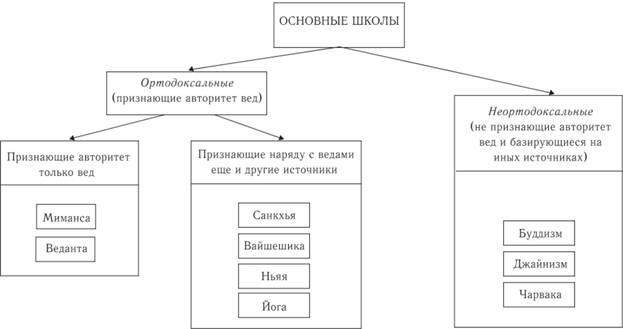 ОСНОВНЫЕ ШКОЛЫ
Ортодоксальные
(признающие авторитет вед)
Неортодоксальные
(не признающие авторитет
вед и базирующиеся на
иных источниках)
Признающие авторитет
только вед
Миманса
Веданта
Признающие наряду с ведами
еще и другие источники
Санкхья
Вайшешика
Ньяя
Йога
Буддизм
Джайнизм
Чарвака